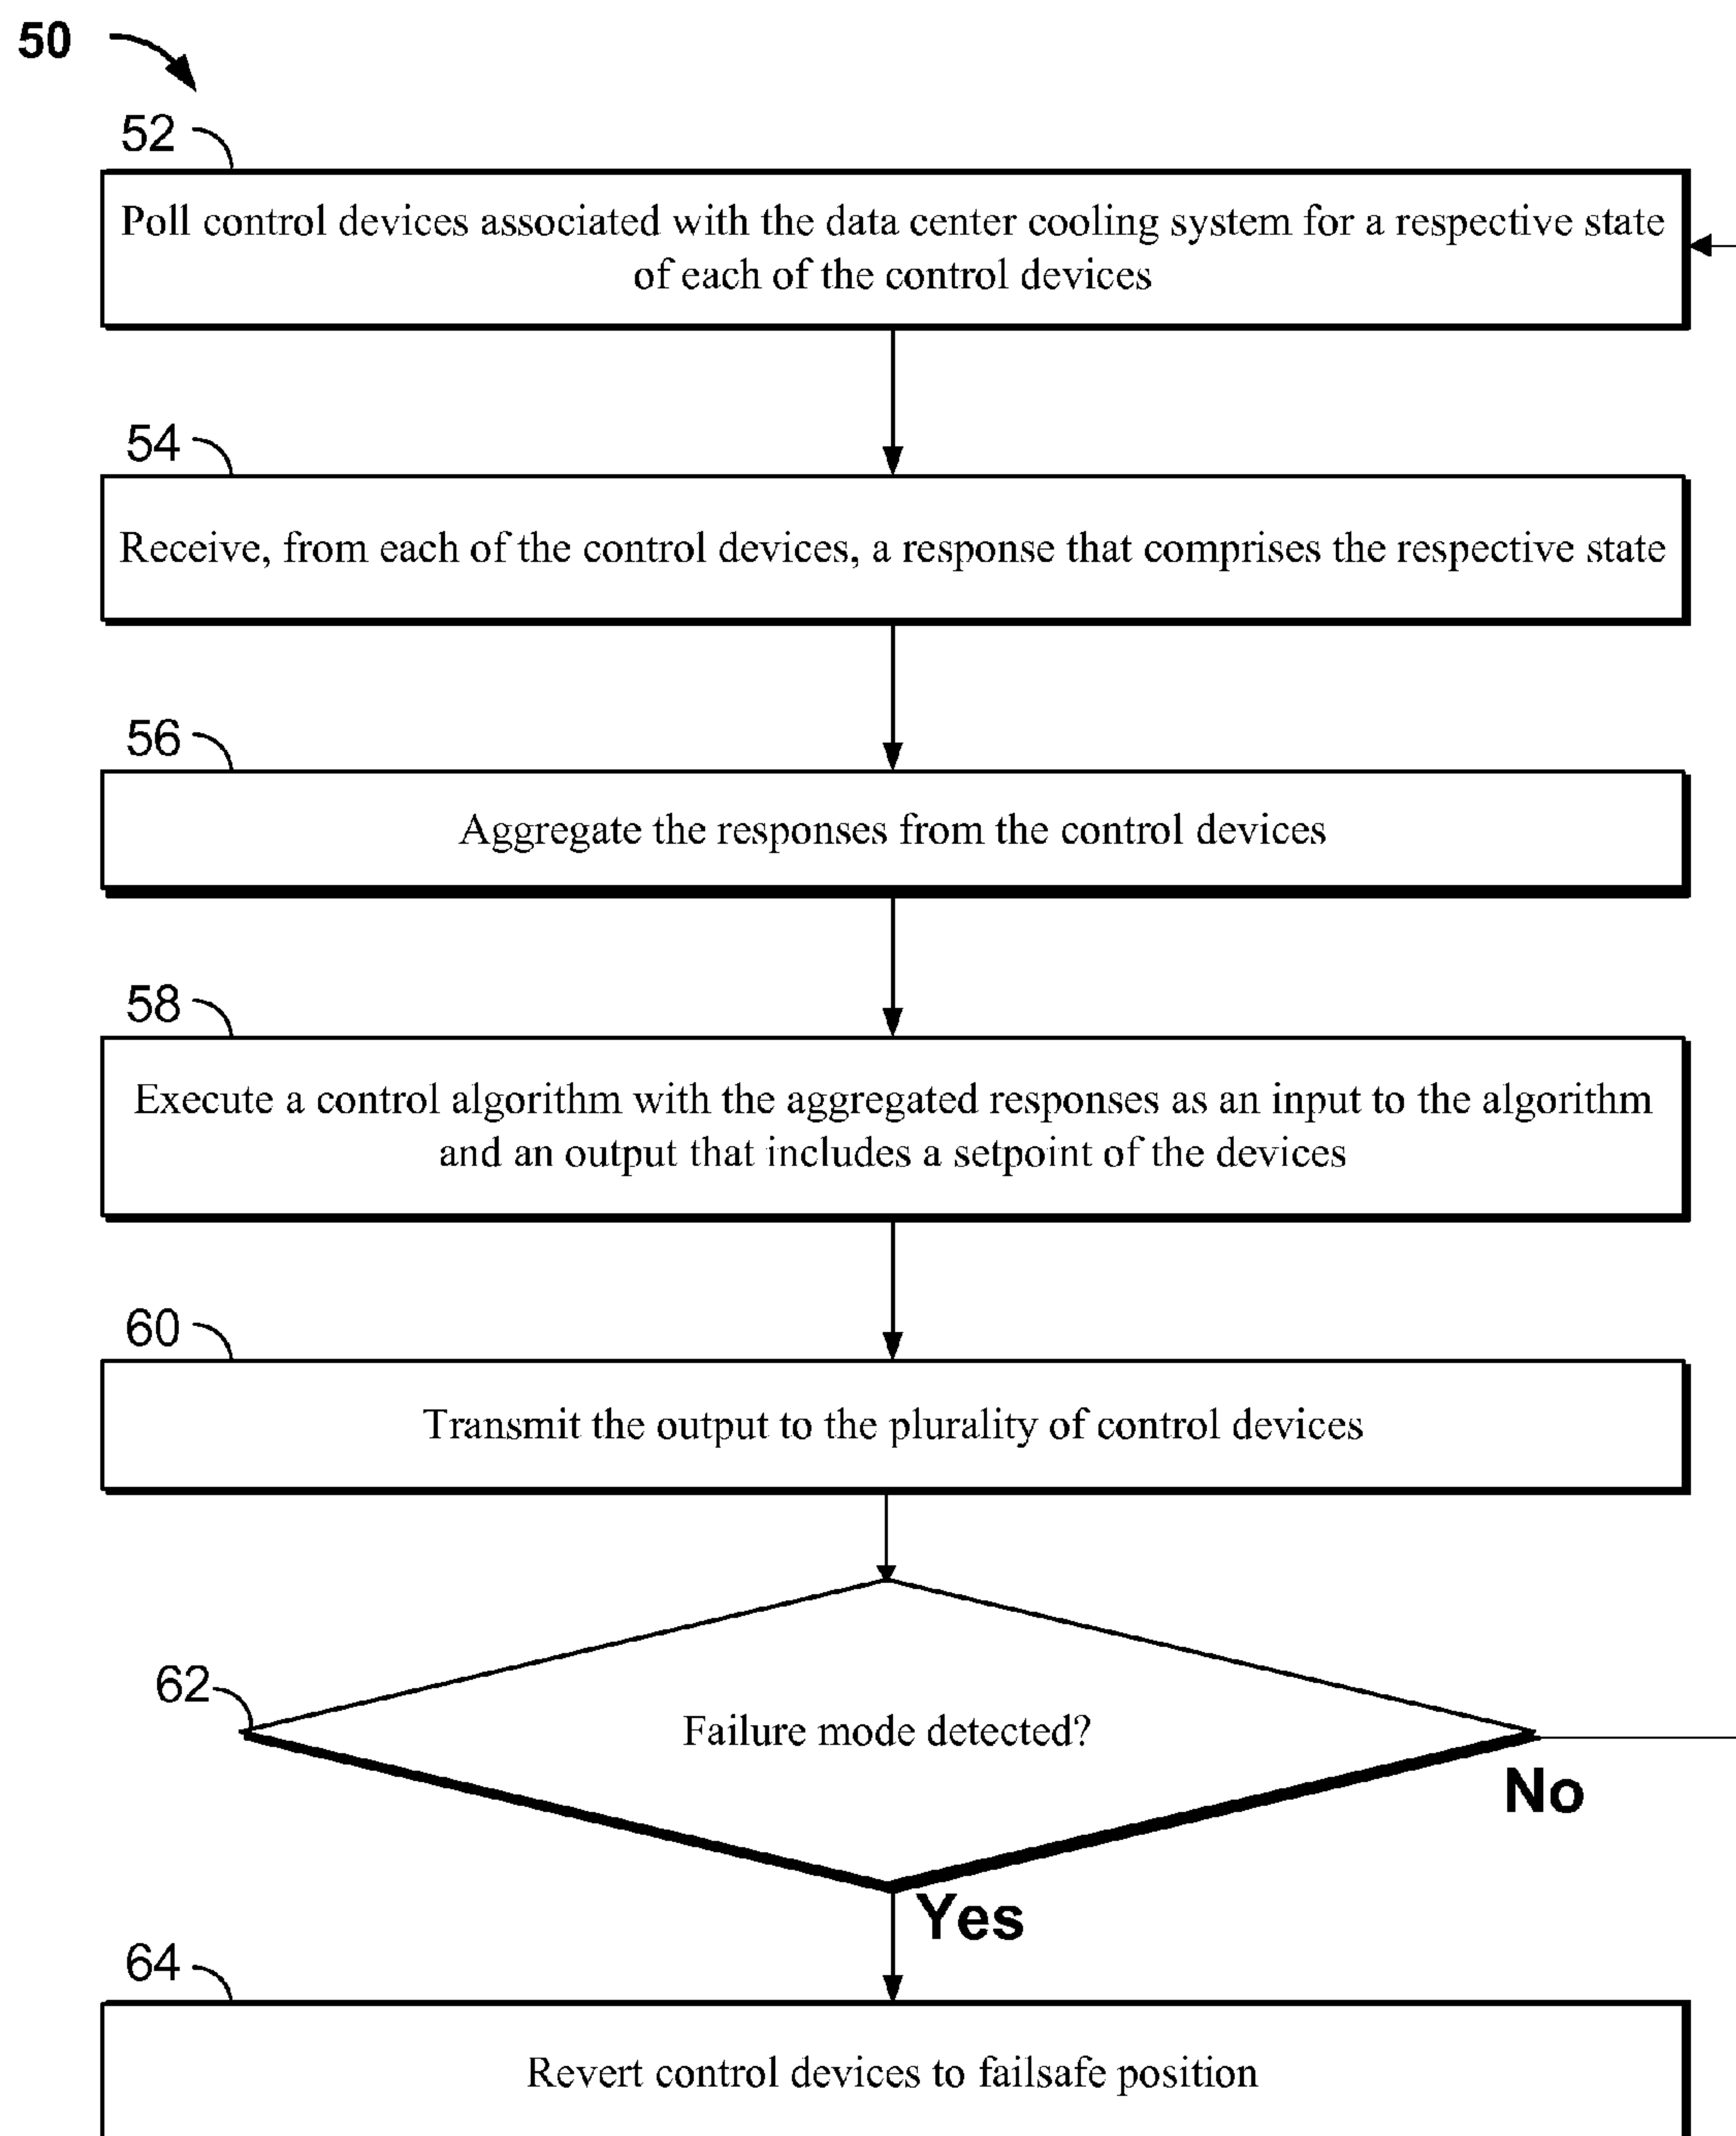 50
52
Poll control devices associated with the data center cooling system for a respective state
of each of the control devices
54
Receive, from each of the control devices, a response that comprises the respective state
56
Aggregate the responses from the control devices
58
Execute a control algorithm with the aggregated responses as an input to the algorithm
and an output that includes a setpoint of the devices
60
Transmit the output to the plurality of control devices
62
Failure mode detected?
No
Yes
64
Revert control devices to failsafe position